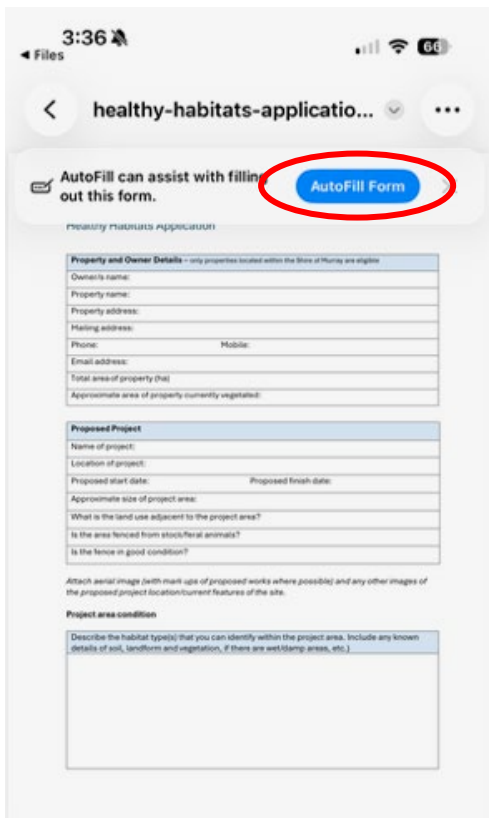 3:36
◀ Files
66
healthy-habitats-applicatio...
AutoFill can assist with filling
out this form.
AutoFill Form
Healthy Habitats Application
Property and Owner Details – only properties located within the Shire of Murray are eligible
Owner/s name:
Property name:
Property address:
Mailing address:
Phone: Mobile:
Email address:
Total area of property (ha)
Approximate area of property currently vegetated:
Proposed Project
Name of project:
Location of project:
Proposed start date: Proposed finish date:
Approximate size of project area:
What is the land use adjacent to the project area?
Is the area fenced from stock/feral animals?
Is the fence in good condition?
Attach aerial image (with mark ups of proposed works where possible) and any other images of
the proposed project location/current features of the site.
Project area condition
Describe the habitat type(s) that you can identify within the project area. Include any known
details of soil, landform and vegetation, if there are wet/damp areas, etc.)